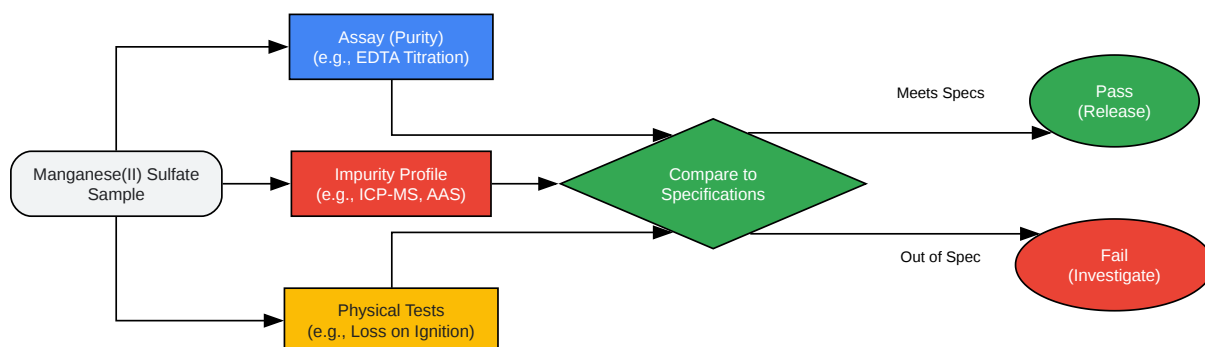 Assay (Purity)
(e.g., EDTA Titration)
Meets Specs
Pass
(Release)
Manganese(II) Sulfate
Sample
Impurity Profile
(e.g., ICP-MS, AAS)
Compare to
Specifications
Out of Spec
Fail
(Investigate)
Physical Tests
(e.g., Loss on Ignition)